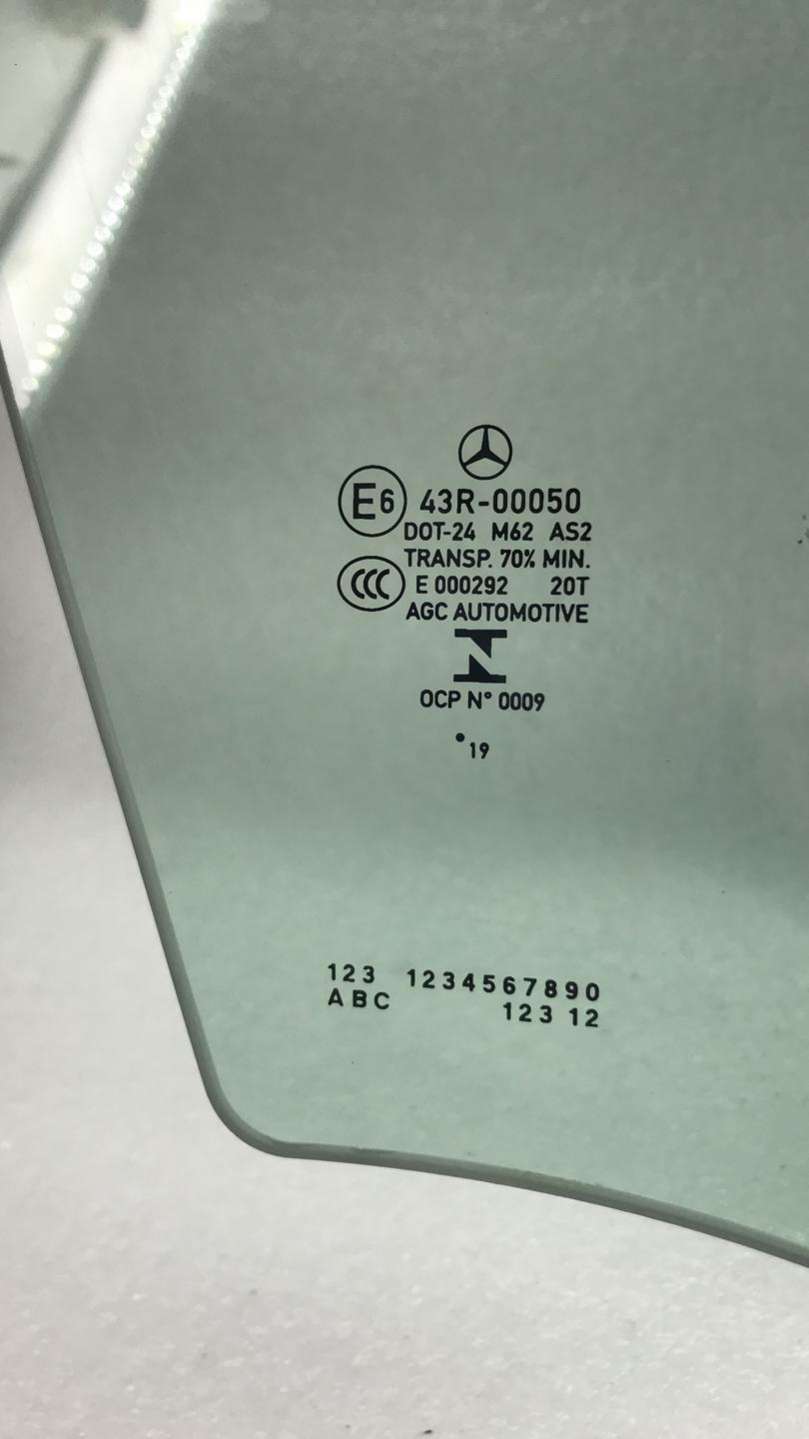 E6 43R-00050
DOT-24 M62 AS2
TRANSP. 70% MIN.
CCC E 000292 20T
AGC AUTOMOTIVE
OCP N° 0009
•19
123 1234567890
ABC 123 12